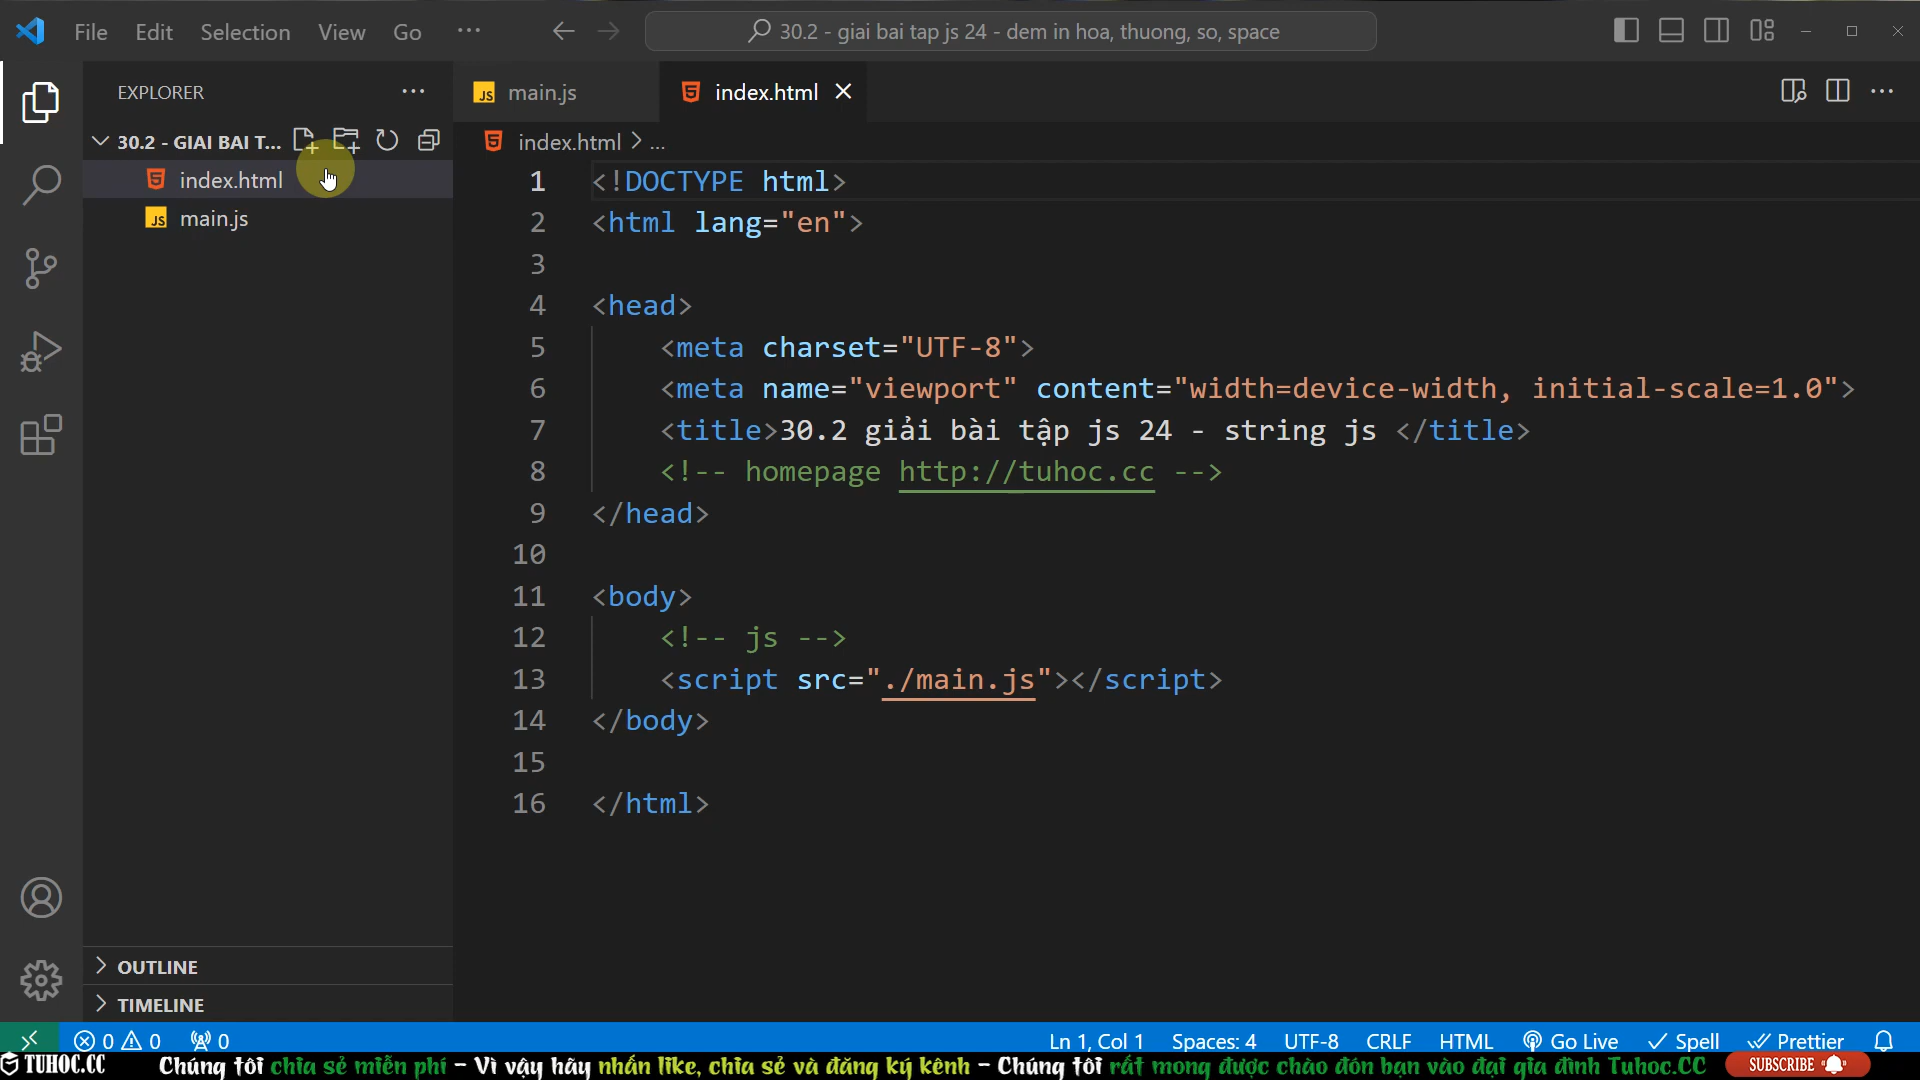 File Edit Selection View Go ...
30.2 - giai bai tap js 24 - dem in hoa, thuong, so, space
EXPLORER
30.2 - GIAI BAI T...
index.html
main.js
main.js
index.html
index.html > ...
1 <!DOCTYPE html>
2 <html lang="en">
3
4 <head>
5 <meta charset="UTF-8">
6 <meta name="viewport" content="width=device-width, initial-scale=1.0">
7 <title>30.2 giải bài tập js 24 - string js </title>
8 <!-- homepage http://tuhoc.cc -->
9 </head>
10
11 <body>
12 <!-- js -->
13 <script src="./main.js"></script>
14 </body>
15
16 </html>
OUTLINE
TIMELINE
0 0 0 Ln 1, Col 1 Spaces: 4 UTF-8 CRLF HTML Go Live Spell Prettier
TUHOC.CC Chúng tôi chia sẻ miễn phí - Vì vậy hãy nhấn like, chia sẻ và đăng ký kênh - Chúng tôi rất mong được chào đón bạn vào đại gia đình Tuhoc.CC SUBSCRIBE